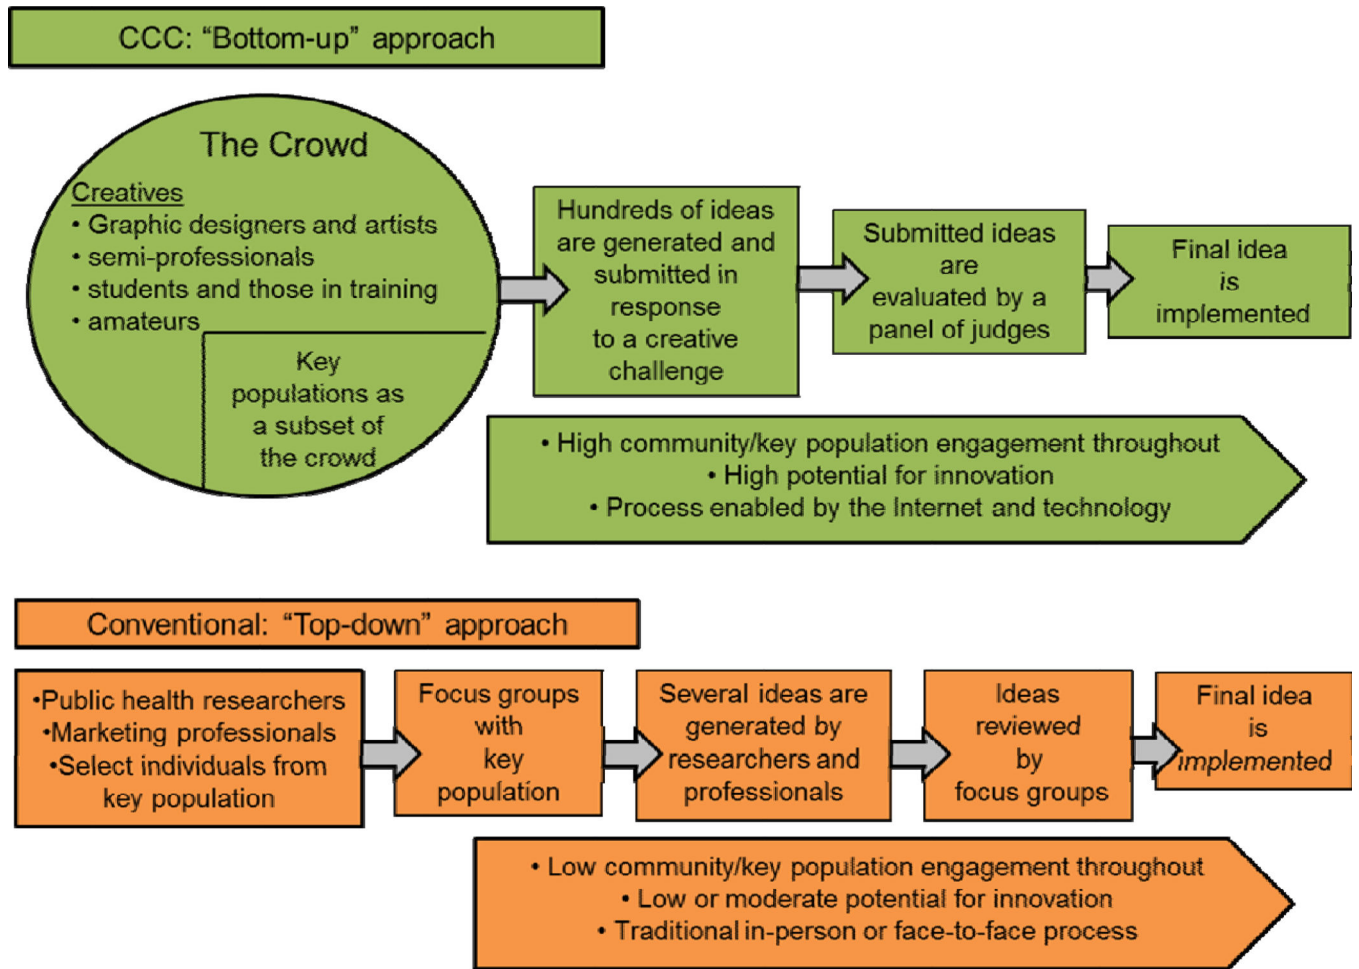 CCC: “Bottom-up” approach
The Crowd
Creatives
• Graphic designers and artists
• semi-professionals
• students and those in training
• amateurs
Key
populations as
a subset of
the crowd
Hundreds of ideas
are generated and
submitted in
response
to a creative
challenge
Submitted ideas
are
evaluated by a
panel of judges
Final idea
is
implemented
• High community/key population engagement throughout
• High potential for innovation
• Process enabled by the Internet and technology
Conventional: “Top-down” approach
•Public health researchers
•Marketing professionals
•Select individuals from
key population
Focus groups
with
key
population
Several ideas are
generated by
researchers and
professionals
Ideas
reviewed
by
focus groups
Final idea
is
implemented
• Low community/key population engagement throughout
• Low or moderate potential for innovation
• Traditional in-person or face-to-face process